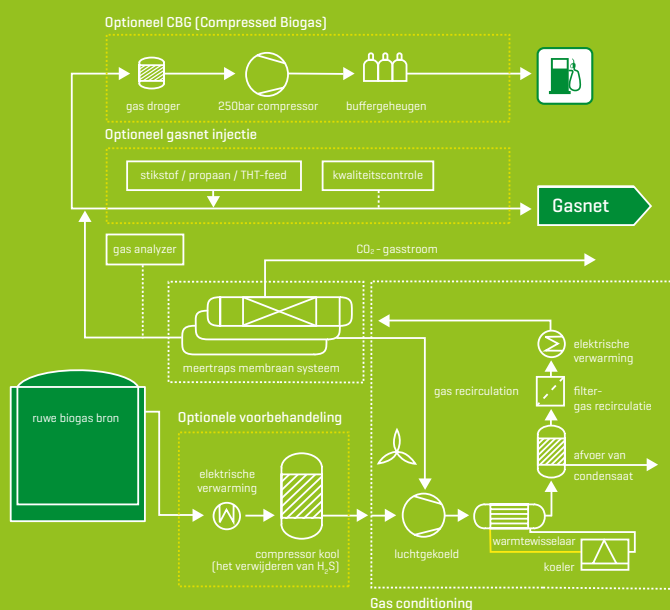 Optioneel CBG (Compressed Biogas)
gas droger
250bar compressor
buffergeheugen
Optioneel gasnet injectie
stikstof / propaan / THT-feed
kwaliteitscontrole
Gasnet
gas analyzer
CO₂ - gasstroom
meertraps membraan systeem
elektrische
verwarming
gas recirculation
filter-
gas recirculatie
ruwe biogas bron
Optionele voorbehandeling
elektrische
verwarming
afvoer van
condensaat
compressor kool
(het verwijderen van H₂S)
luchtgekoeld
warmtewisselaar
koeler
Gas conditioning